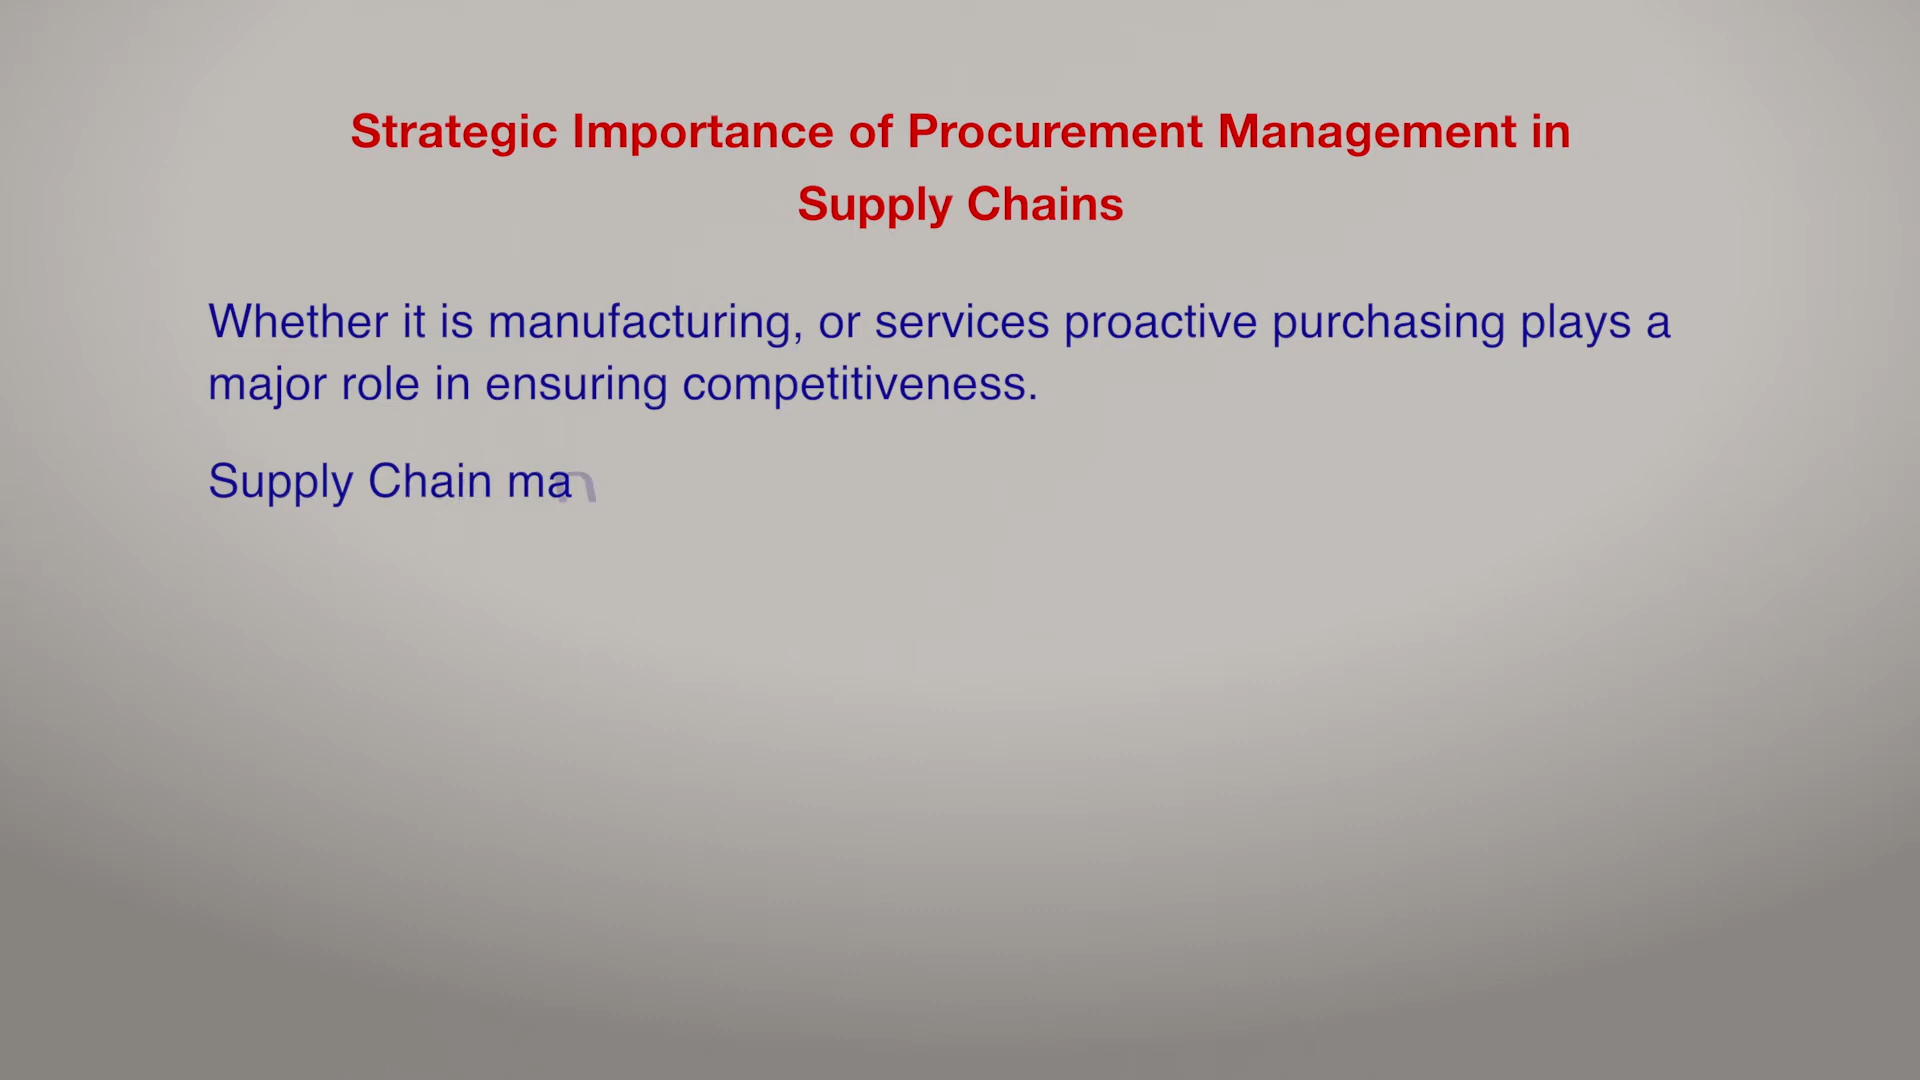 Strategic Importance of Procurement Management in
Supply Chains
Whether it is manufacturing, or services proactive purchasing plays a
major role in ensuring competitiveness.
Supply Chain ma